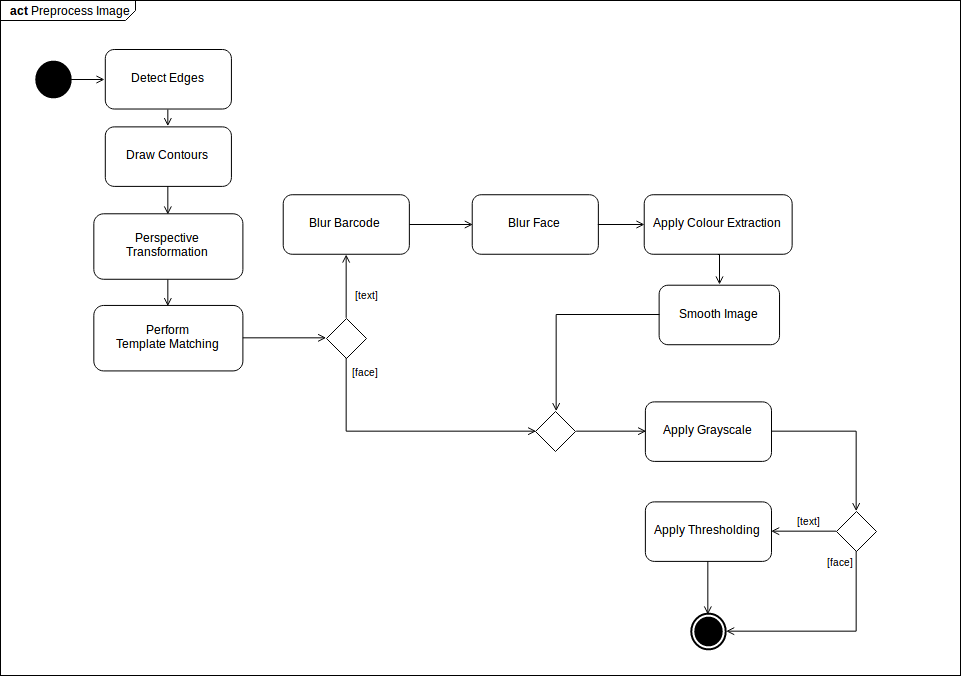 act Preprocess Image
Detect Edges
Draw Contours
Perspective
Transformation
Perform
Template Matching
Blur Barcode
Blur Face
Apply Colour Extraction
[text]
Smooth Image
[face]
Apply Grayscale
Apply Thresholding
[text]
[face]